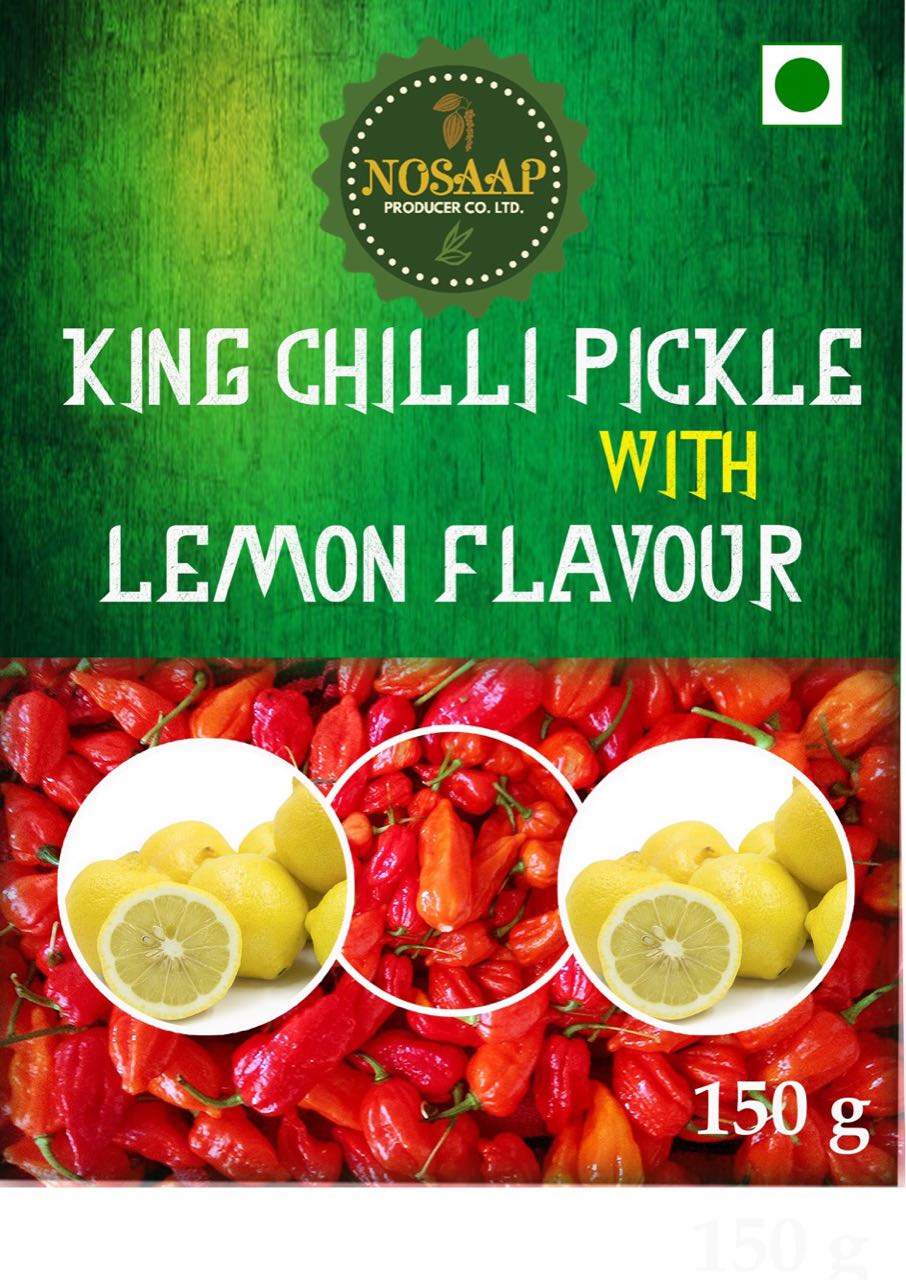 NOSAAP
PRODUCER CO. LTD.
KING CHILLI PICKLE
WITH
LEMON FLAVOUR
150 g
150 g